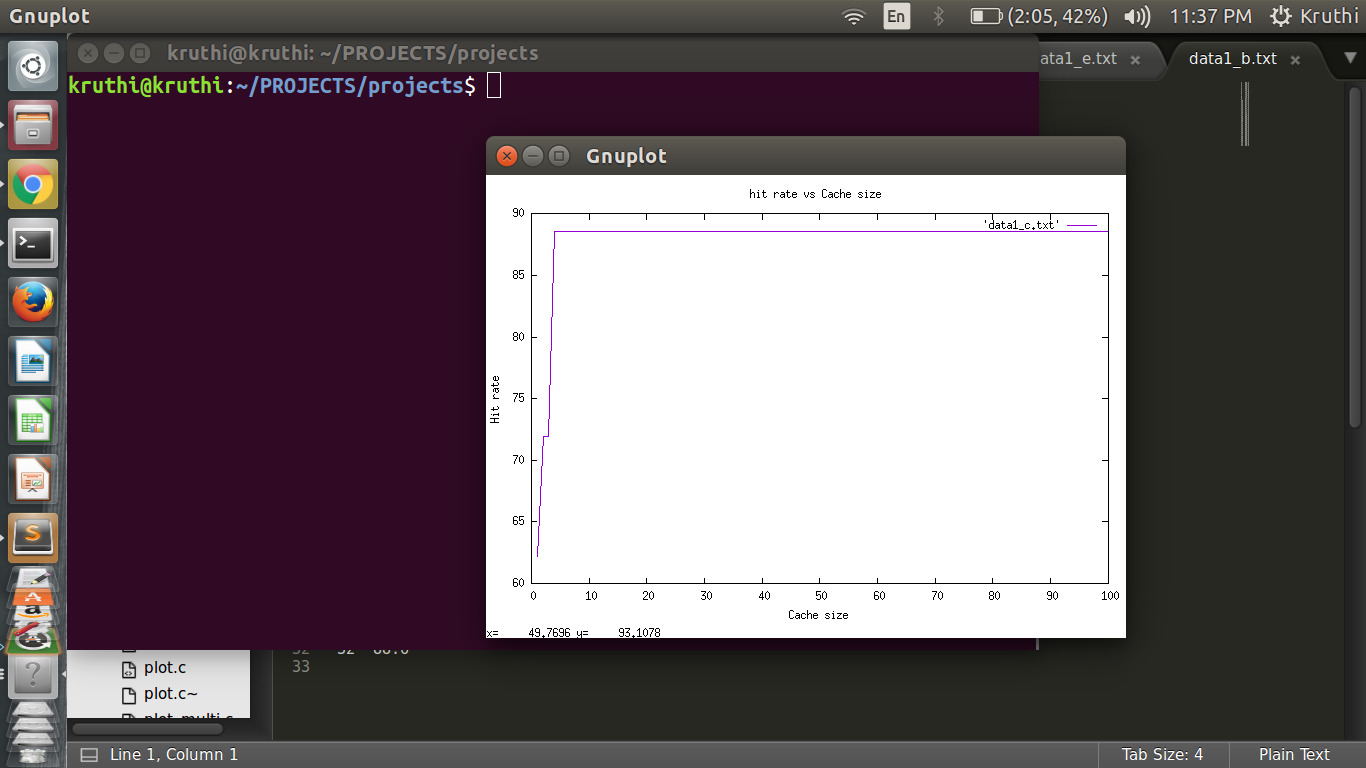 Gnuplot
En
(2:05, 42%)
11:37 PM
Kruthi
kruthi@kruthi: ~/PROJECTS/projects
ata1_e.txt
data1_b.txt
kruthi@kruthi:~/PROJECTS/projects$
Gnuplot
hit rate vs Cache size
'data1_c.txt'
90
85
80
75
70
65
60
Hit rate
0 10 20 30 40 50 60 70 80 90 100
Cache size
x= 49.7696 y= 93.1078
33
plot.c
plot.c~
Line 1, Column 1
Tab Size: 4
Plain Text